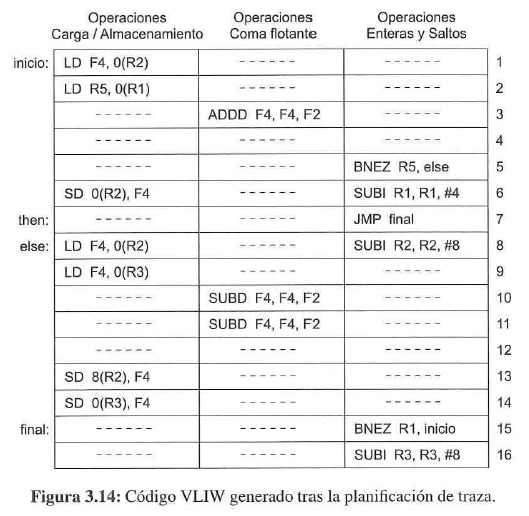 Operaciones Carga / Almacenamiento Operaciones Coma flotante Operaciones Enteras y Saltos
inicio: LD F4, 0(R2) ------ ------ 1
LD R5, 0(R1) ------ ------ 2
------ ADDD F4, F4, F2 ------ 3
------ ------ ------ 4
------ ------ BNEZ R5, else 5
SD 0(R2), F4 ------ SUBI R1, R1, #4 6
then: ------ ------ JMP final 7
else: LD F4, 0(R2) ------ SUBI R2, R2, #8 8
LD F4, 0(R3) ------ ------ 9
------ SUBD F4, F4, F2 ------ 10
------ SUBD F4, F4, F2 ------ 11
------ ------ ------ 12
SD 8(R2), F4 ------ ------ 13
SD 0(R3), F4 ------ ------ 14
final: ------ ------ BNEZ R1, inicio 15
------ ------ SUBI R3, R3, #8 16
Figura 3.14: Código VLIW generado tras la planificación de traza.